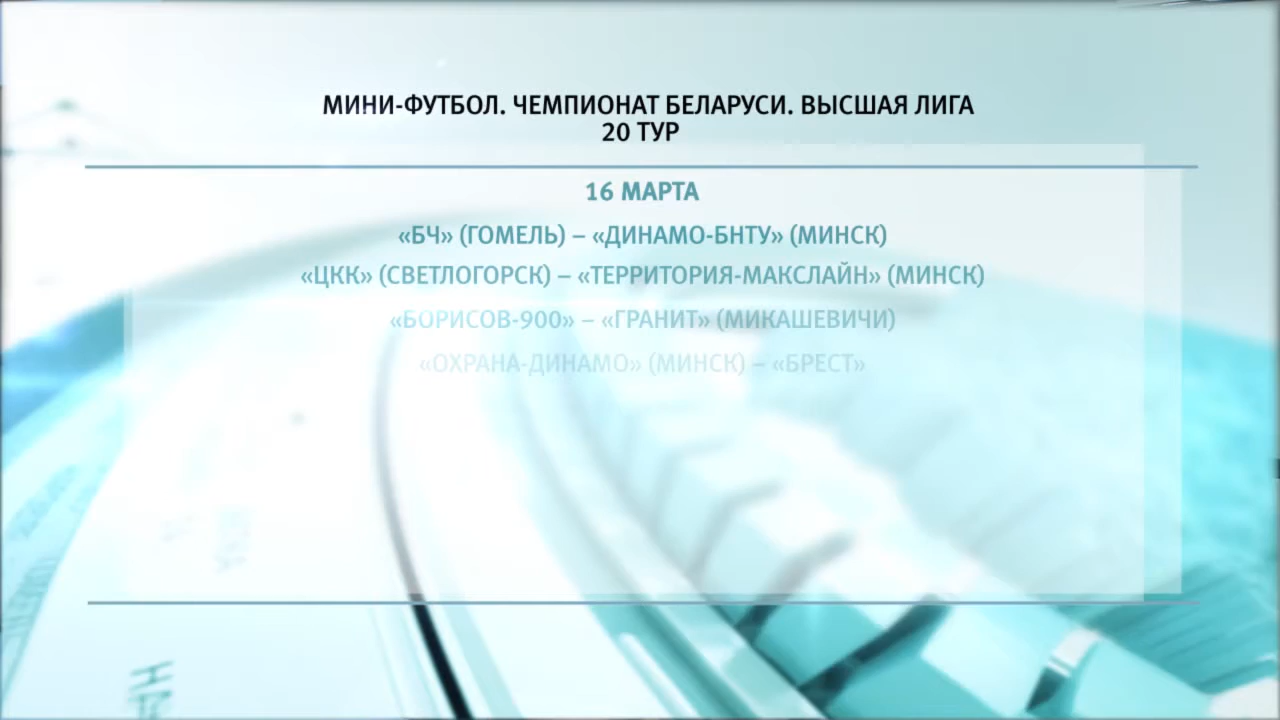 МИНИ-ФУТБОЛ. ЧЕМПИОНАТ БЕЛАРУСИ. ВЫСШАЯ ЛИГА
20 ТУР
16 МАРТА
«БЧ» (ГОМЕЛЬ) – «ДИНАМО-БНТУ» (МИНСК)
«ЦКК» (СВЕТЛОГОРСК) – «ТЕРРИТОРИЯ-МАКСЛАЙН» (МИНСК)
«БОРИСОВ-900» – «ГРАНИТ» (МИКАШЕВИЧИ)
«ОХРАНА-ДИНАМО» (МИНСК) – «БРЕСТ»